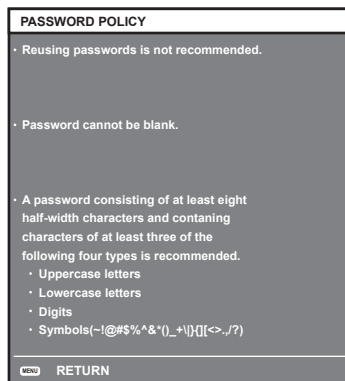 PASSWORD POLICY
· Reusing passwords is not recommended.
· Password cannot be blank.
· A password consisting of at least eight
half-width characters and contaning
characters of at least three of the
following four types is recommended.
· Uppercase letters
· Lowercase letters
· Digits
· Symbols(~!@#$%^&*()_+\|}{][<>.,/?)
MENU RETURN